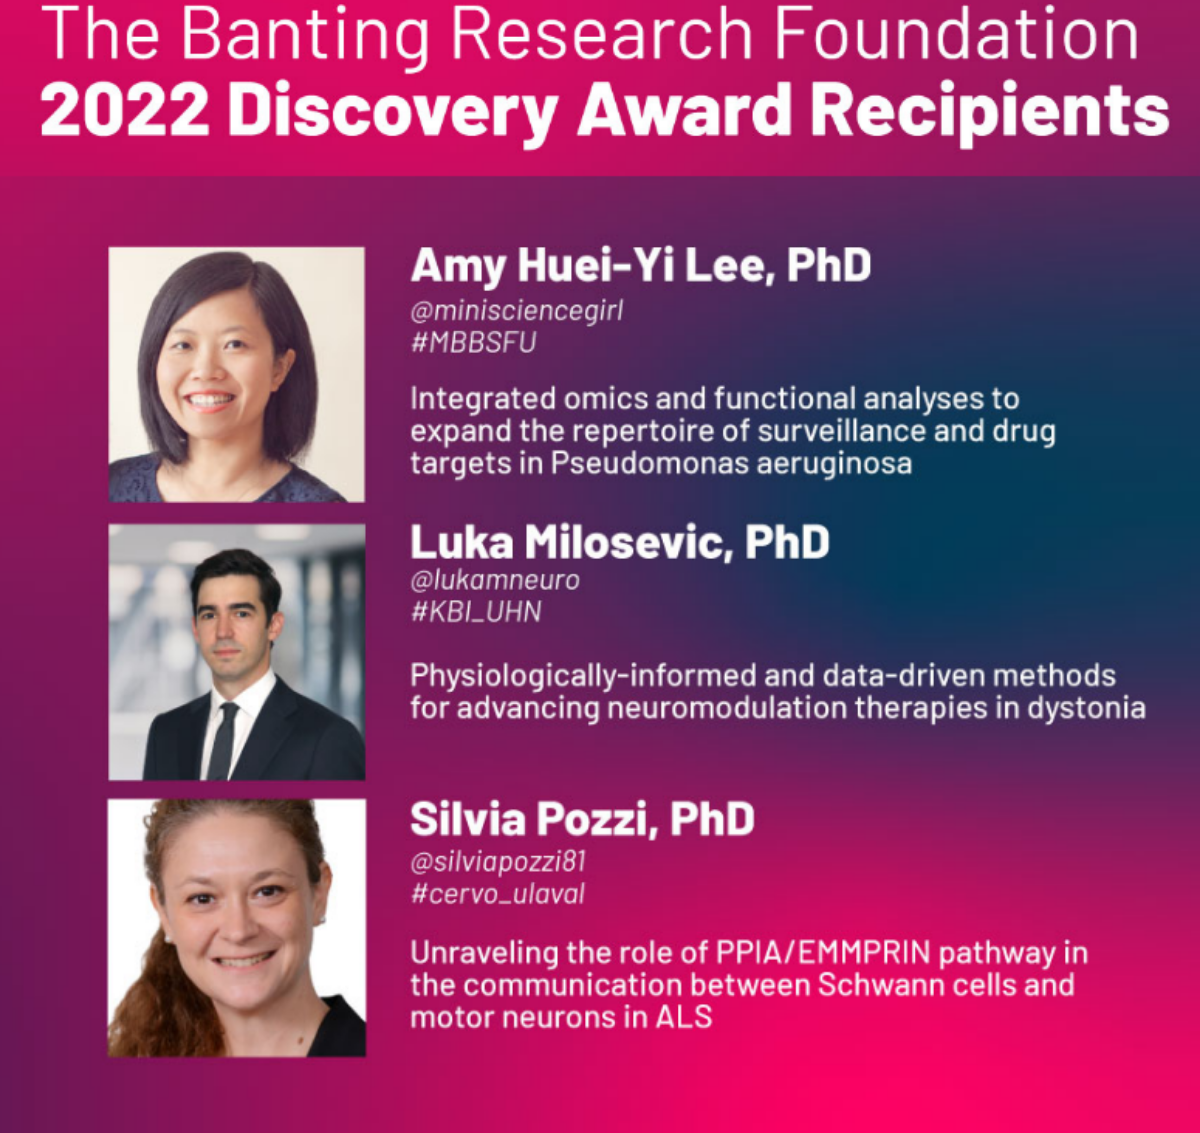 The Banting Research Foundation
2022 Discovery Award Recipients
Amy Huei-Yi Lee, PhD
@minisciencegirl
#MBBSFU
Integrated omics and functional analyses to
expand the repertoire of surveillance and drug
targets in Pseudomonas aeruginosa
Luka Milosevic, PhD
@lukamneuro
#KBI_UHN
Physiologically-informed and data-driven methods
for advancing neuromodulation therapies in dystonia
Silvia Pozzi, PhD
@silviapozzi81
#cervo_ulaval
Unraveling the role of PPIA/EMMPRIN pathway in
the communication between Schwann cells and
motor neurons in ALS